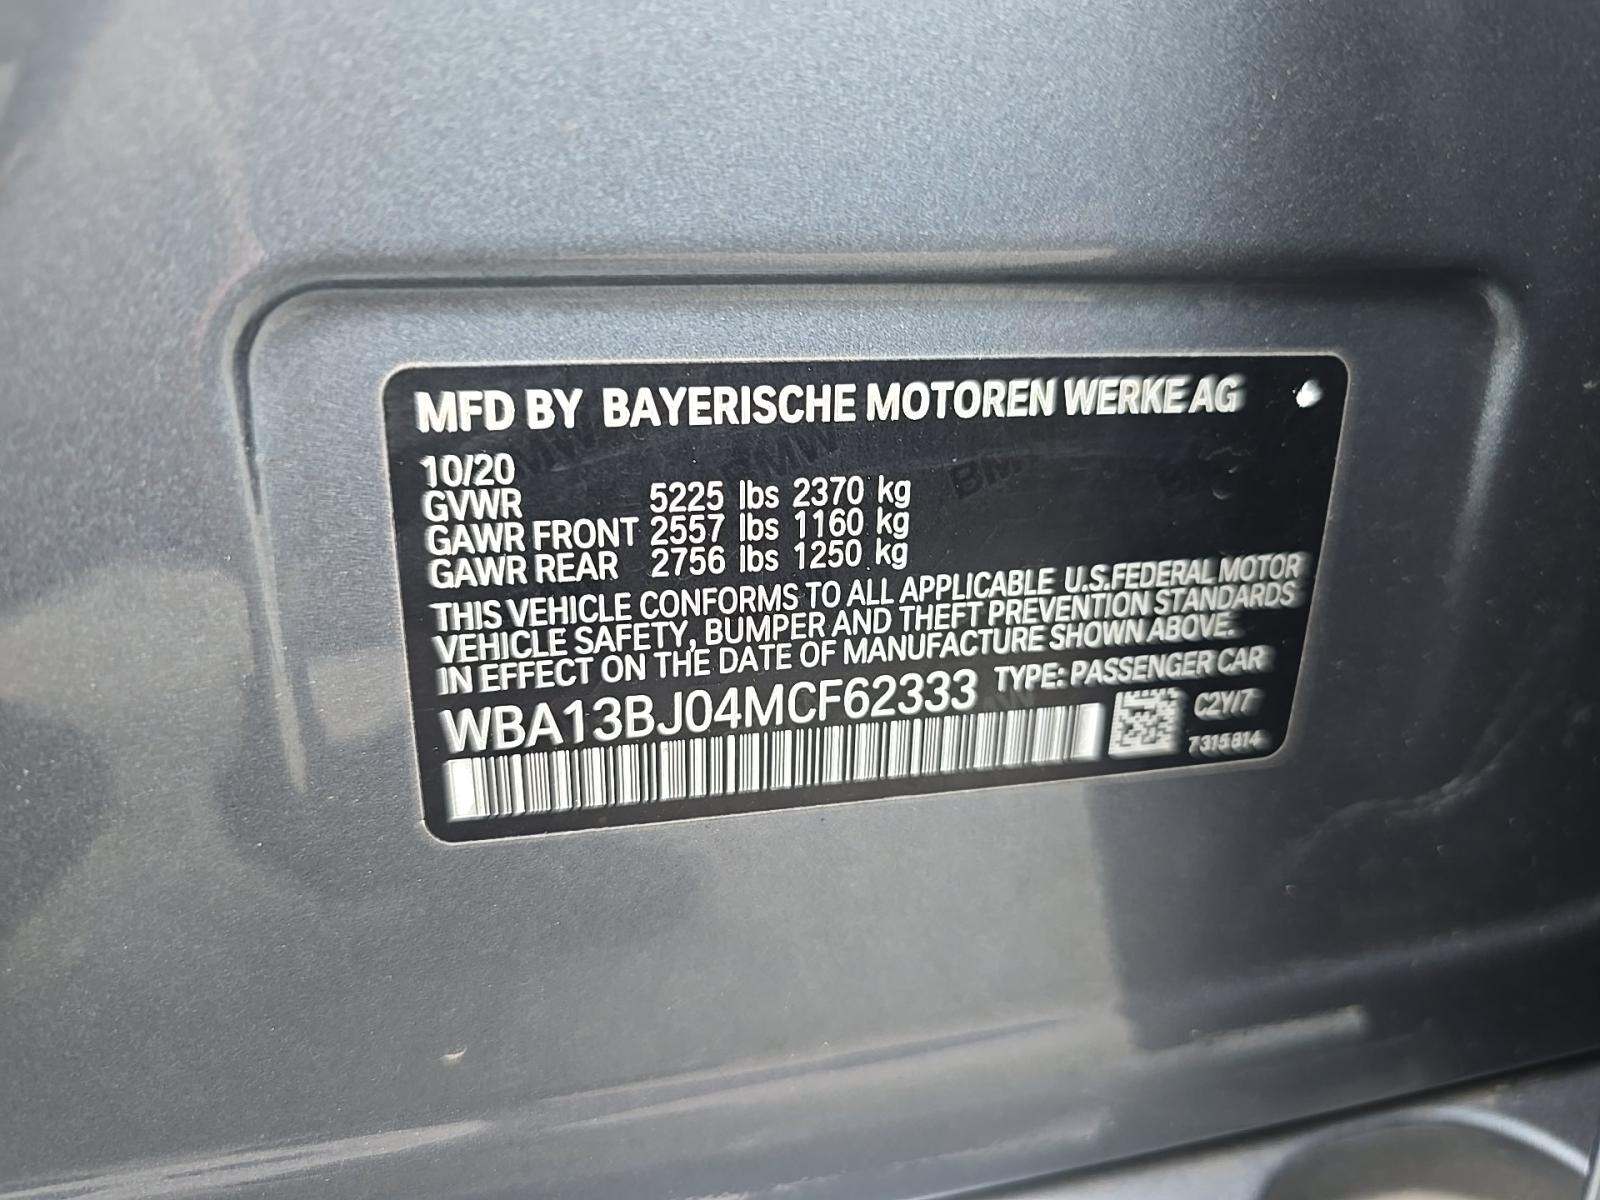 MFD BY BAYERISCHE MOTOREN WERKE AG
10/20
GVWR 5225 lbs 2370 kg
GAWR FRONT 2557 lbs 1160 kg
GAWR REAR 2756 lbs 1250 kg
THIS VEHICLE CONFORMS TO ALL APPLICABLE U.S.FEDERAL MOTOR
VEHICLE SAFETY, BUMPER AND THEFT PREVENTION STANDARDS
IN EFFECT ON THE DATE OF MANUFACTURE SHOWN ABOVE.
WBA13BJ04MCF62333 TYPE: PASSENGER CAR
C2Y/7
7315814